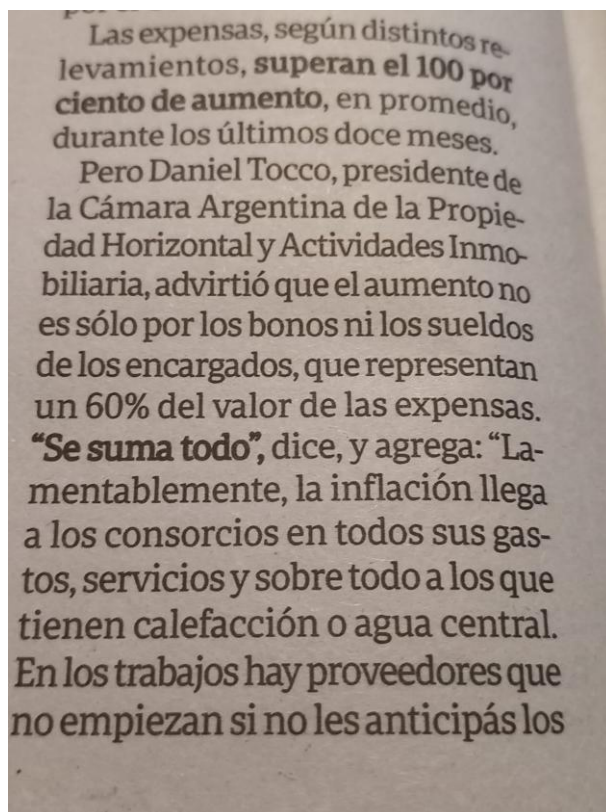 Las expensas, según distintos re-
levamientos, superan el 100 por
ciento de aumento, en promedio,
durante los últimos doce meses.
Pero Daniel Tocco, presidente de
la Cámara Argentina de la Propie-
dad Horizontal y Actividades Inmo-
biliaria, advirtió que el aumento no
es sólo por los bonos ni los sueldos
de los encargados, que representan
un 60% del valor de las expensas.
“Se suma todo”, dice, y agrega: “La-
mentablemente, la inflación llega
a los consorcios en todos sus gas-
tos, servicios y sobre todo a los que
tienen calefacción o agua central.
En los trabajos hay proveedores que
no empiezan si no les anticipás los